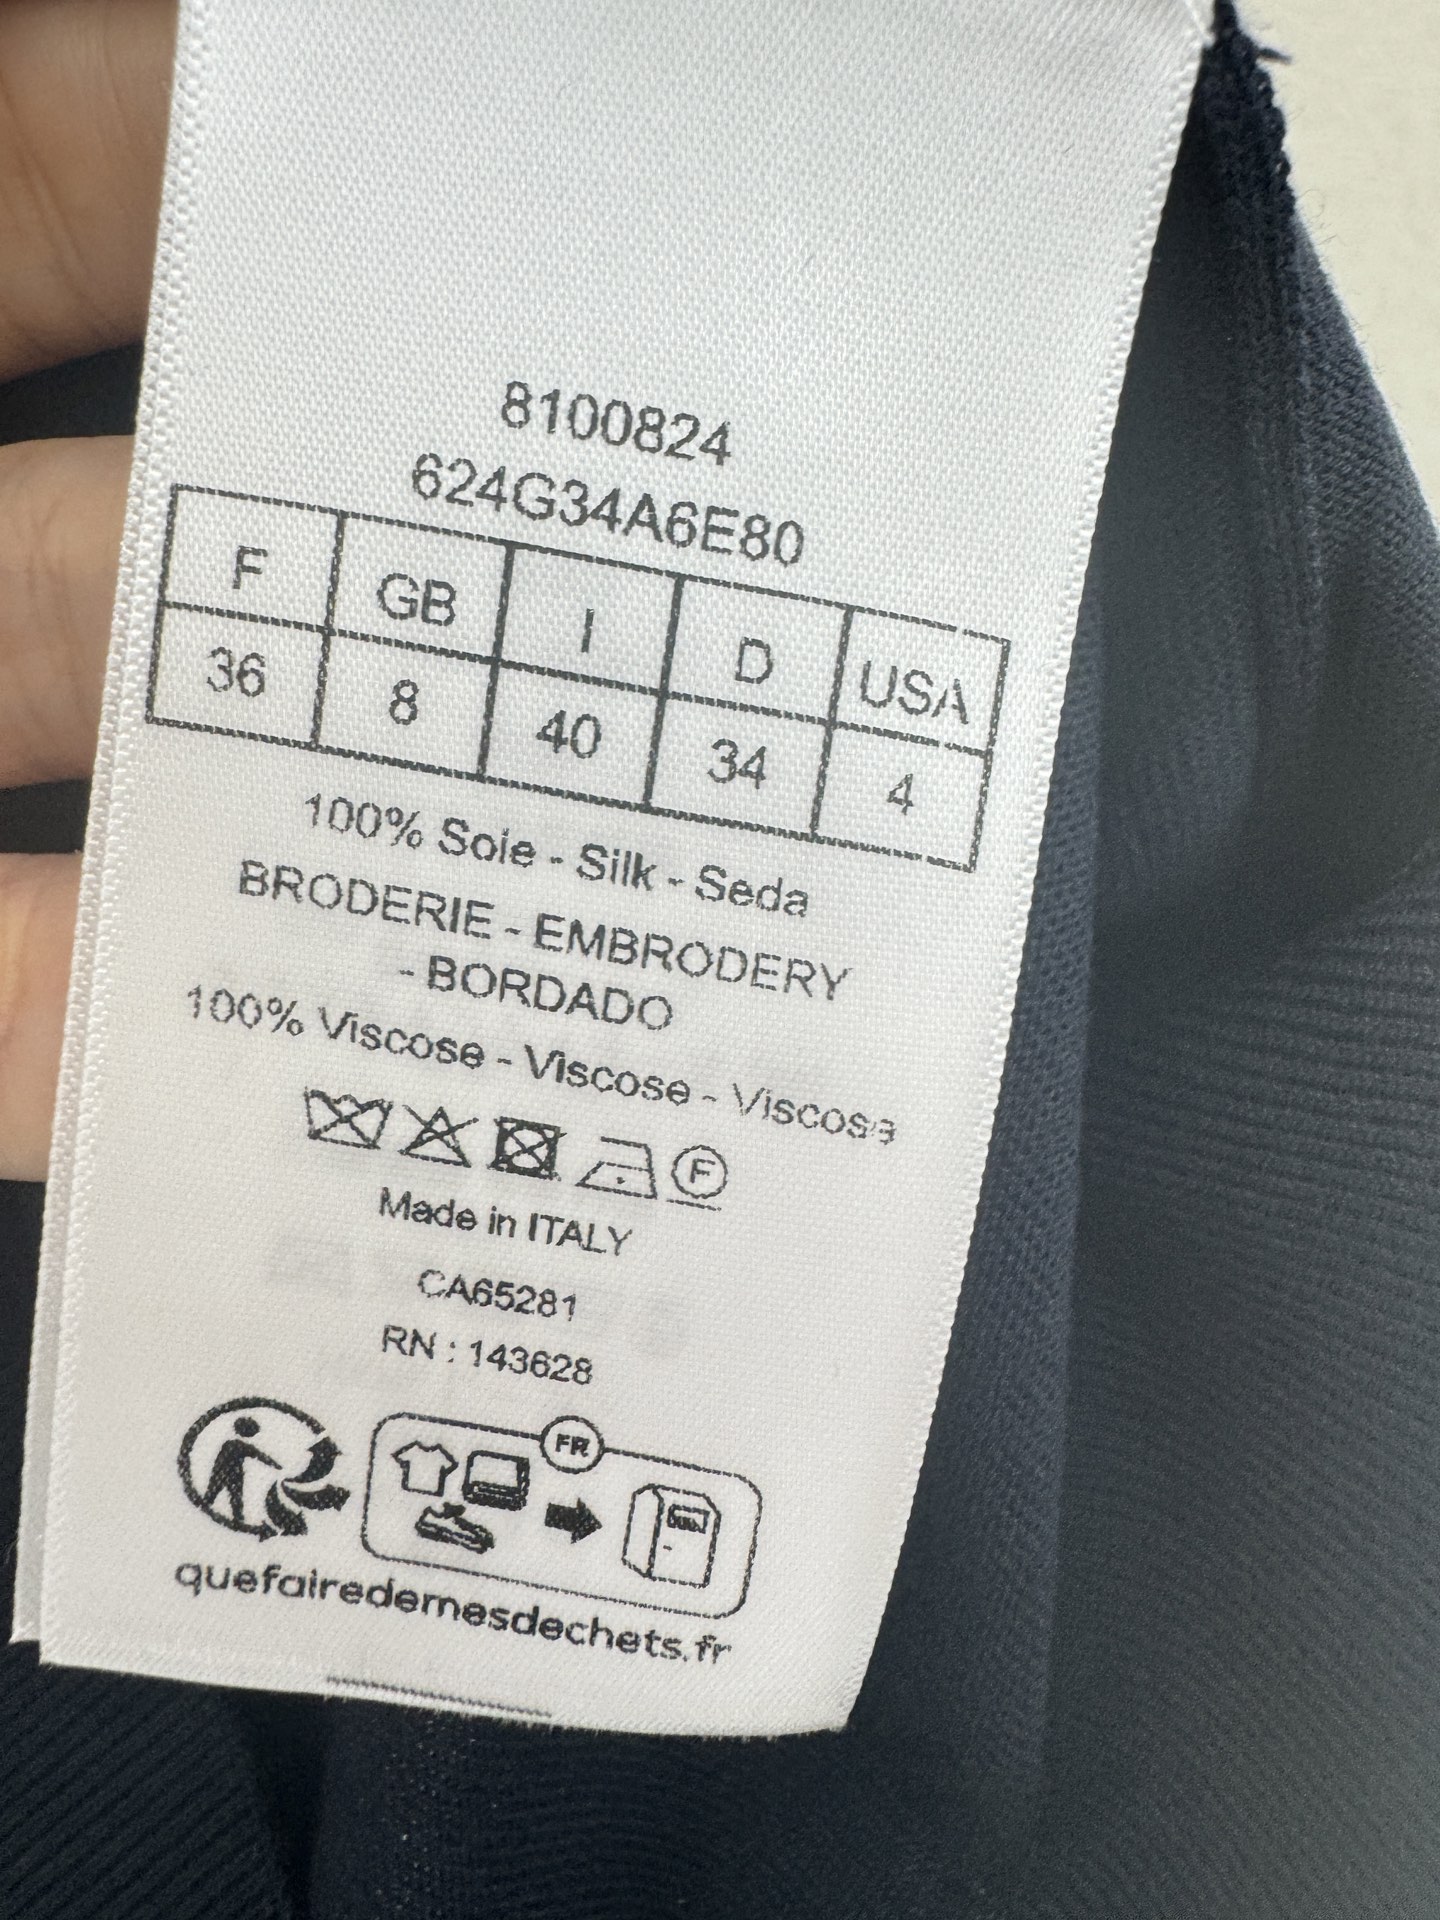 8100824
624G34A6E80
F GB I D USA
36 8 40 34 4
100% Soie - Silk - Seda
BRODERIE - EMBRODERY
- BORDADO
100% Viscose - Viscose - Viscose
F
Made in ITALY
CA65281
RN : 143628
FR
quefairedemesdechets.fr